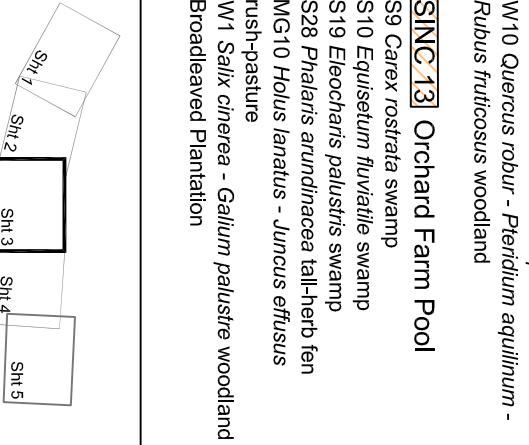 W10 Quercus robur - Pteridium aquilinum -
Rubus fruticosus woodland
SINC 13 Orchard Farm Pool
S9 Carex rostrata swamp
S10 Equisetum fluviatile swamp
S19 Eleocharis palustris swamp
S28 Phalaris arundinacea tall-herb fen
MG10 Holus lanatus - Juncus effusus
rush-pasture
W1 Salix cinerea - Galium palustre woodland
Broadleaved Plantation
Sht 1
Sht 2
Sht 3
Sht 4
Sht 5